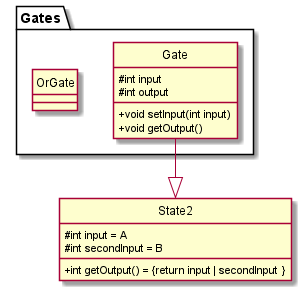 Gates
OrGate
Gate
#int input
#int output
+void setInput(int input)
+void getOutput()
State2
#int input = A
#int secondInput = B
+int getOutput() = {return input | secondInput }